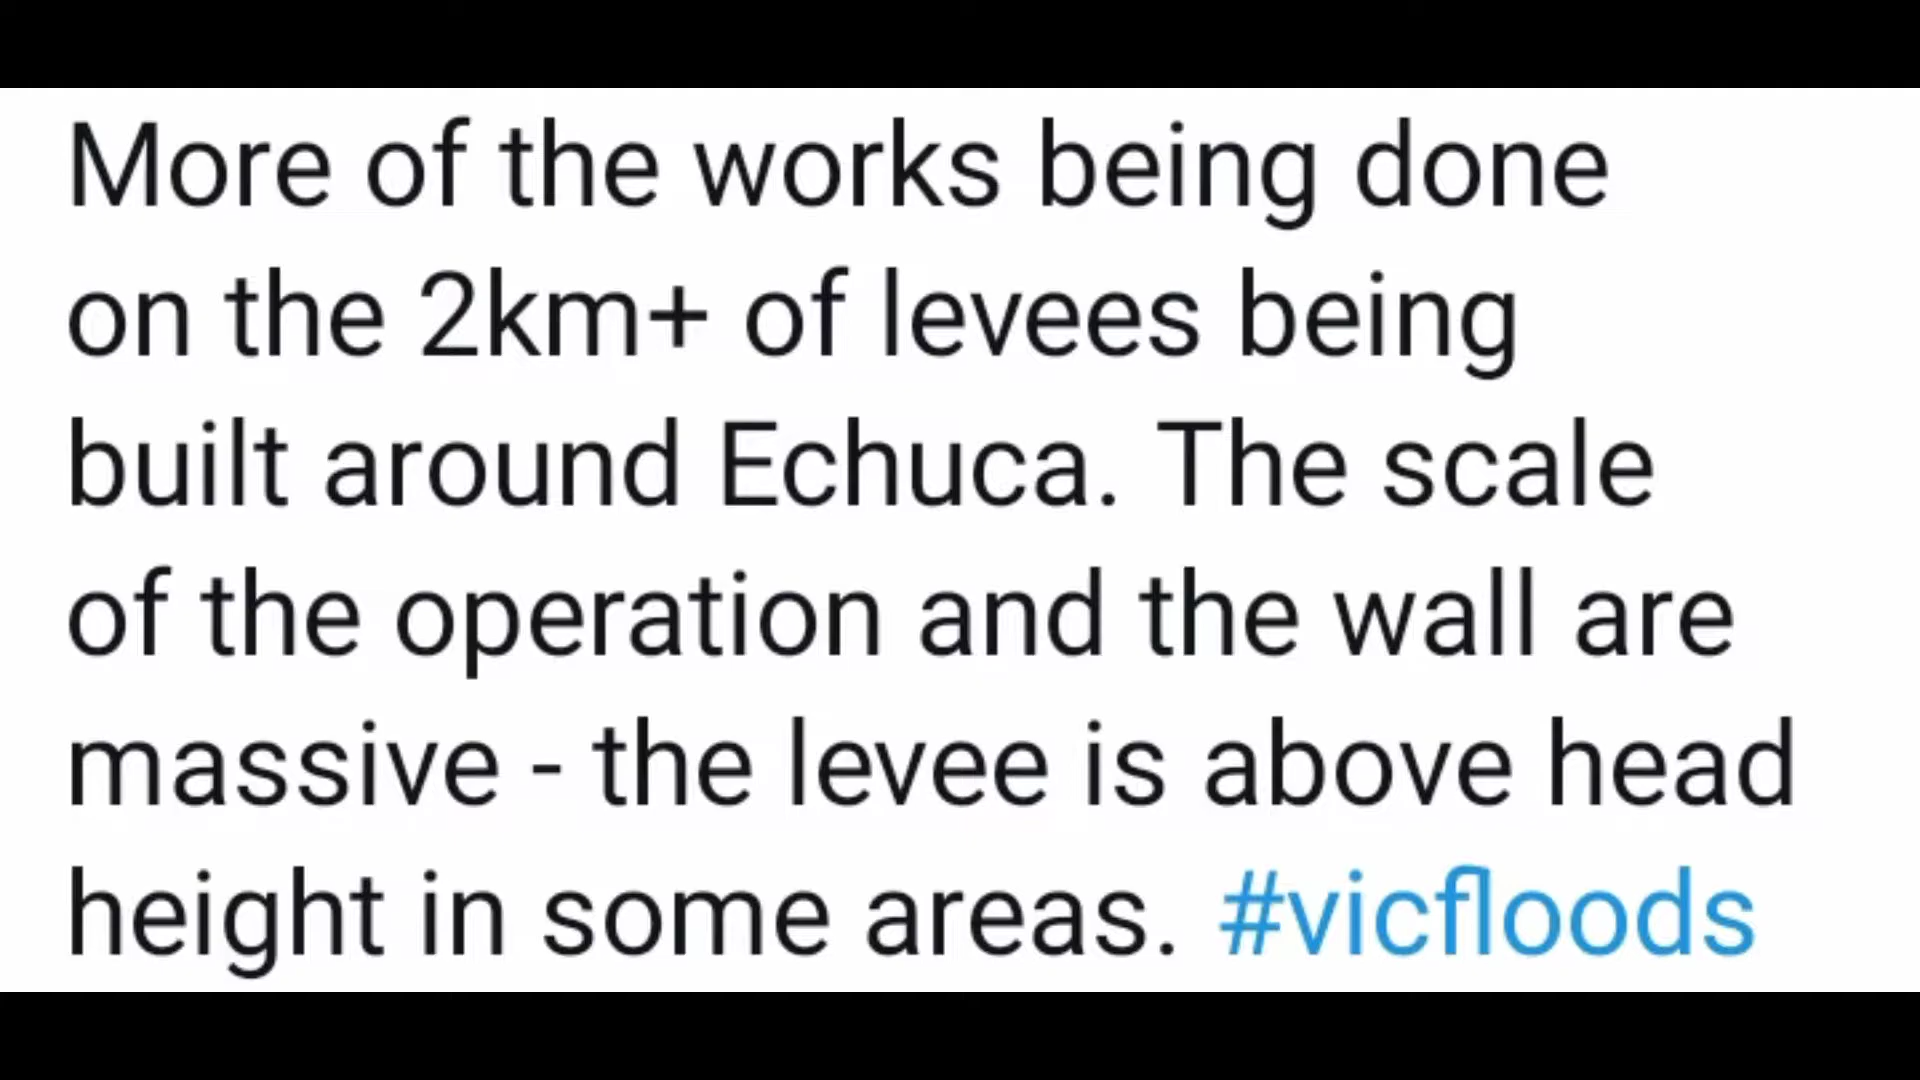 More of the works being done
on the 2km+ of levees being
built around Echuca. The scale
of the operation and the wall are
massive - the levee is above head
height in some areas. #vicfloods